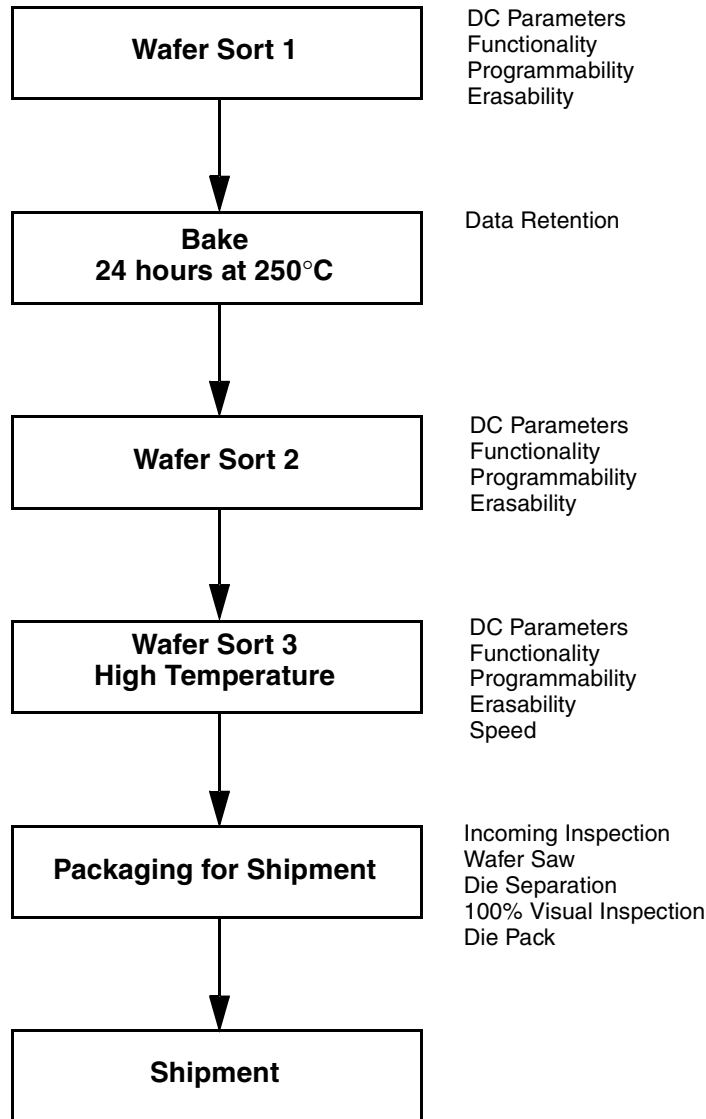 Wafer Sort 1
DC Parameters
Functionality
Programmability
Erasability
Bake
24 hours at 250°C
Data Retention
Wafer Sort 2
DC Parameters
Functionality
Programmability
Erasability
Wafer Sort 3
High Temperature
DC Parameters
Functionality
Programmability
Erasability
Speed
Packaging for Shipment
Incoming Inspection
Wafer Saw
Die Separation
100% Visual Inspection
Die Pack
Shipment